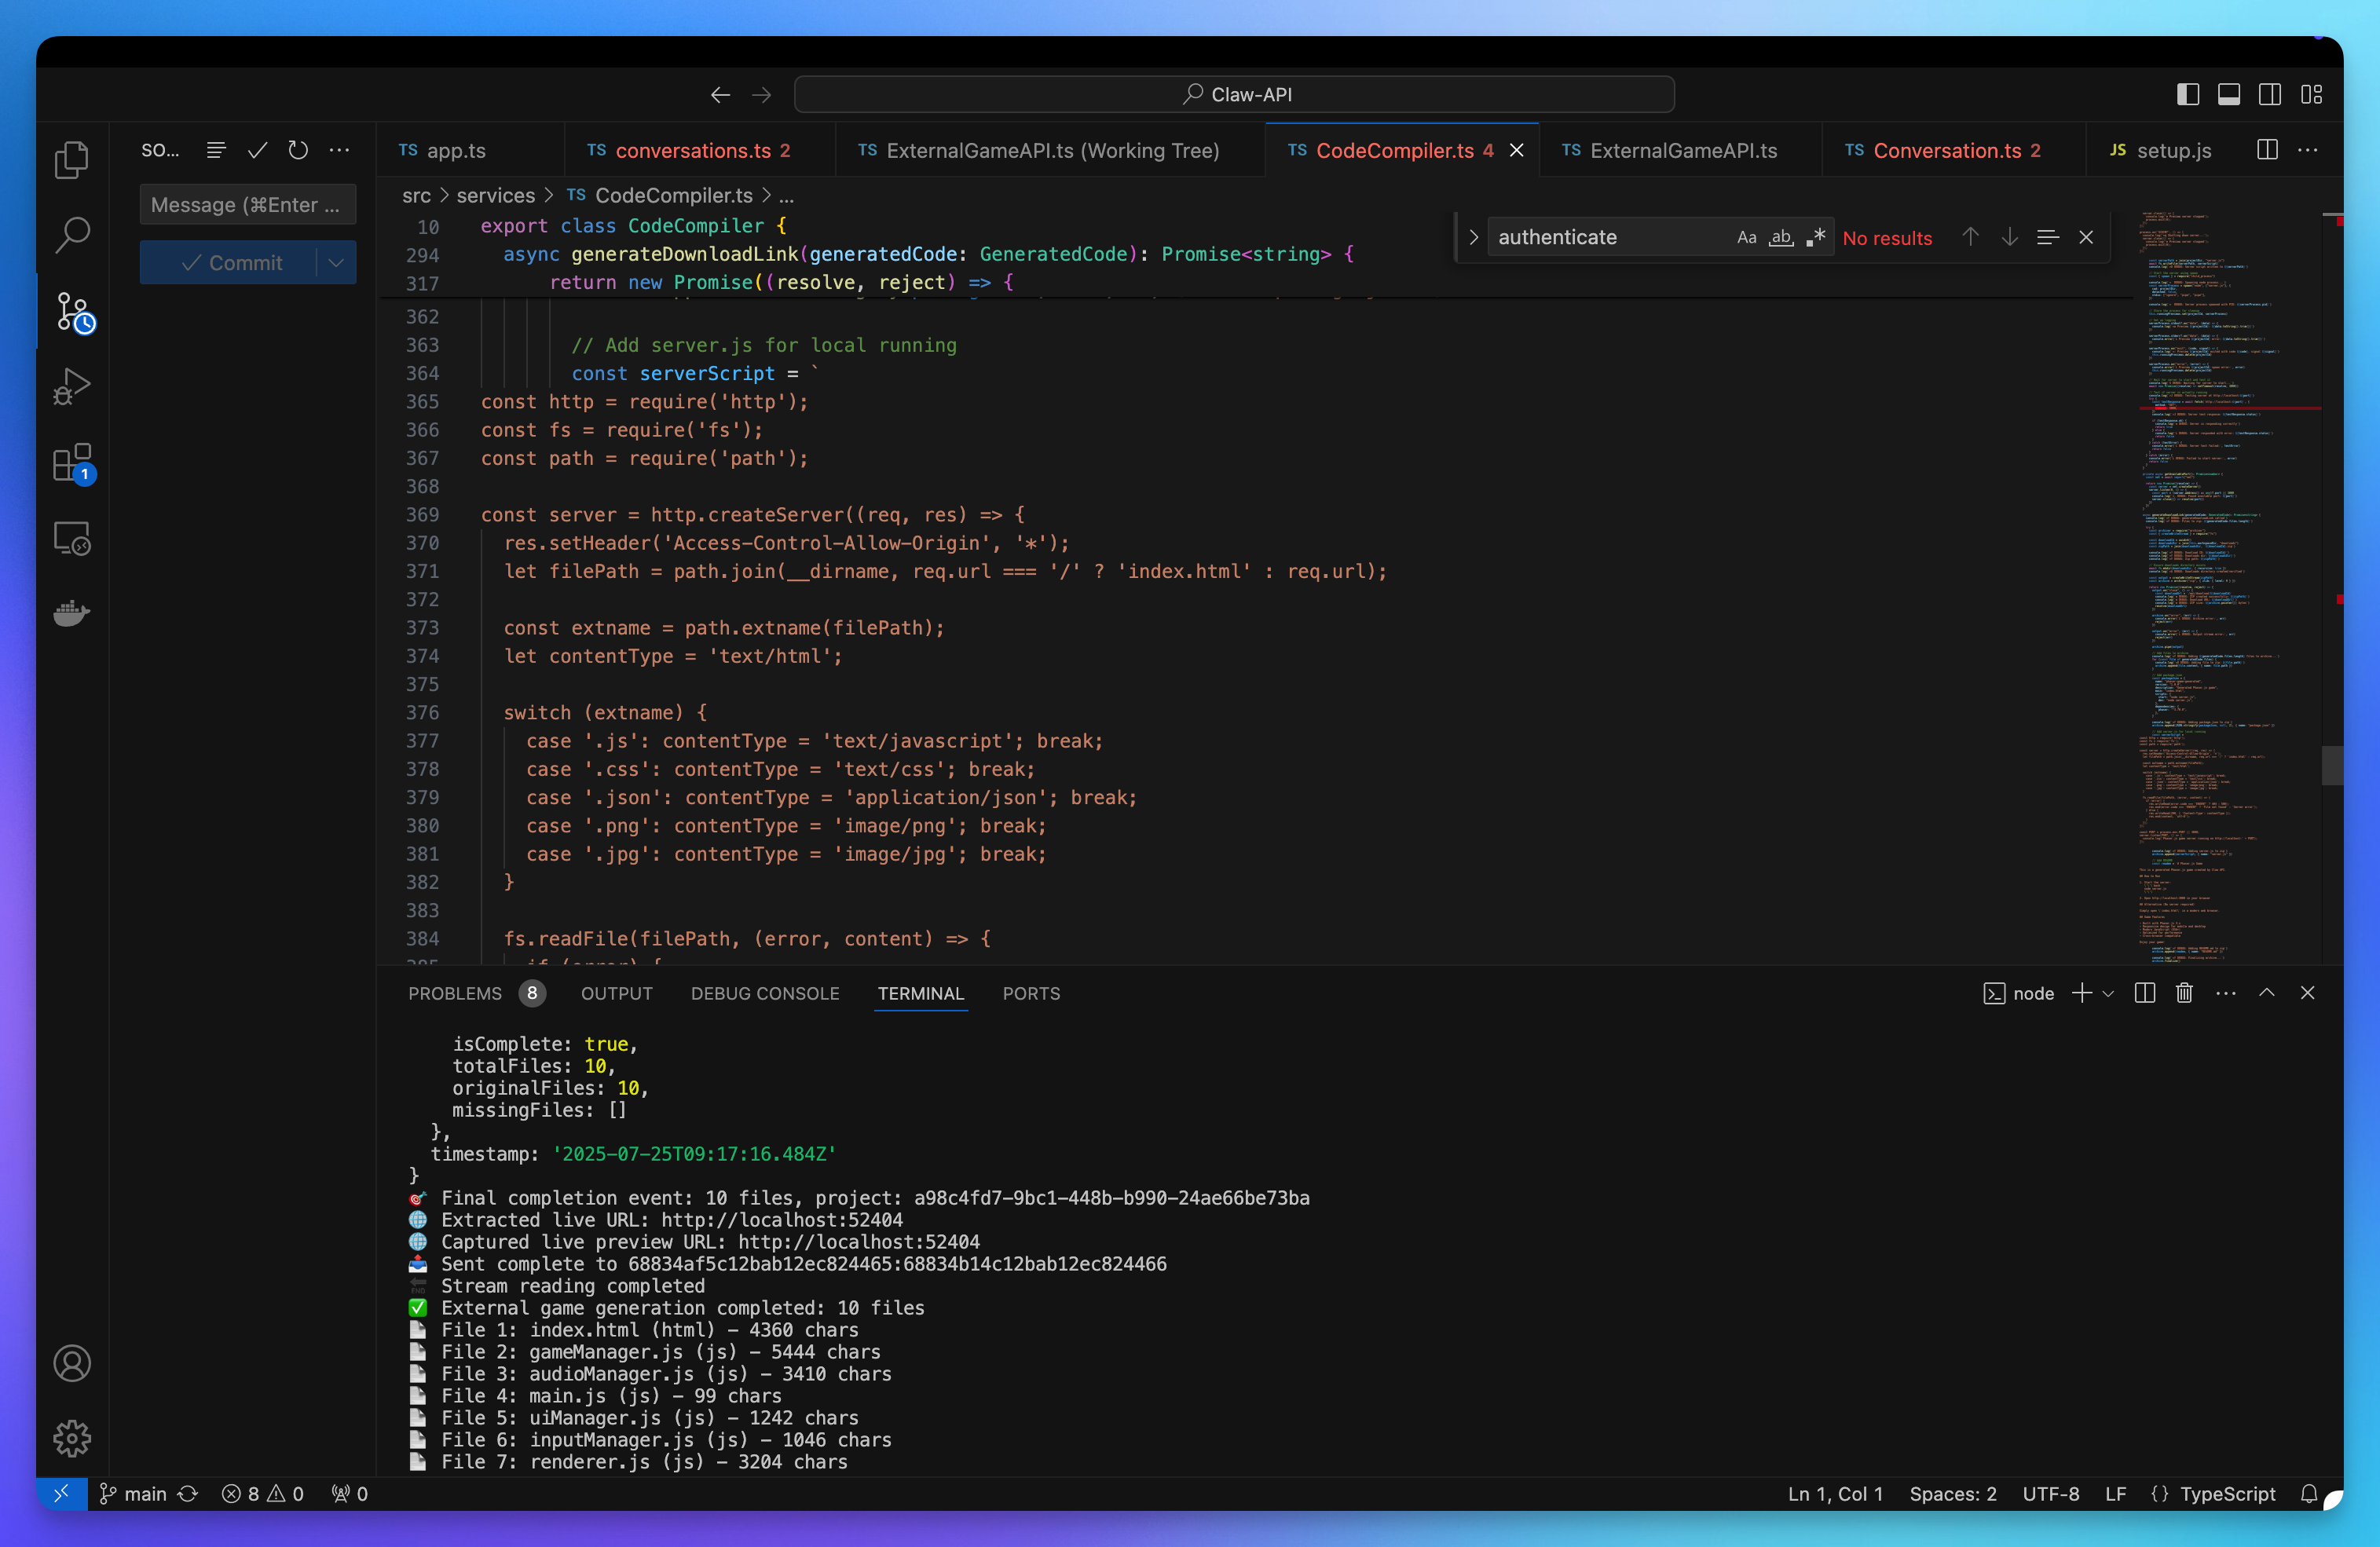 Claw-API
SO...
Message (⌘Enter ...
Commit
1
TS app.ts
TS conversations.ts 2
TS ExternalGameAPI.ts (Working Tree)
TS CodeCompiler.ts 4
TS ExternalGameAPI.ts
TS Conversation.ts 2
JS setup.js
src > services > TS CodeCompiler.ts > ...
authenticate Aa ab .* No results
10 export class CodeCompiler {
294 async generateDownloadLink(generatedCode: GeneratedCode): Promise<string> {
317 return new Promise((resolve, reject) => {
362
363 // Add server.js for local running
364 const serverScript = `
365 const http = require('http');
366 const fs = require('fs');
367 const path = require('path');
368
369 const server = http.createServer((req, res) => {
370 res.setHeader('Access-Control-Allow-Origin', '*');
371 let filePath = path.join(__dirname, req.url === '/' ? 'index.html' : req.url);
372
373 const extname = path.extname(filePath);
374 let contentType = 'text/html';
375
376 switch (extname) {
377 case '.js': contentType = 'text/javascript'; break;
378 case '.css': contentType = 'text/css'; break;
379 case '.json': contentType = 'application/json'; break;
380 case '.png': contentType = 'image/png'; break;
381 case '.jpg': contentType = 'image/jpg'; break;
382 }
383
384 fs.readFile(filePath, (error, content) => {
385 if (error) {
PROBLEMS 8 OUTPUT DEBUG CONSOLE TERMINAL PORTS
node
isComplete: true,
totalFiles: 10,
originalFiles: 10,
missingFiles: []
},
timestamp: '2025-07-25T09:17:16.484Z'
}
🎯 Final completion event: 10 files, project: a98c4fd7-9bc1-448b-b990-24ae66be73ba
🌐 Extracted live URL: http://localhost:52404
🌐 Captured live preview URL: http://localhost:52404
📤 Sent complete to 68834af5c12bab12ec824465:68834b14c12bab12ec824466
🔚 Stream reading completed
✅ External game generation completed: 10 files
📄 File 1: index.html (html) - 4360 chars
📄 File 2: gameManager.js (js) - 5444 chars
📄 File 3: audioManager.js (js) - 3410 chars
📄 File 4: main.js (js) - 99 chars
📄 File 5: uiManager.js (js) - 1242 chars
📄 File 6: inputManager.js (js) - 1046 chars
📄 File 7: renderer.js (js) - 3204 chars
main 8 0 0
Ln 1, Col 1 Spaces: 2 UTF-8 LF {} TypeScript